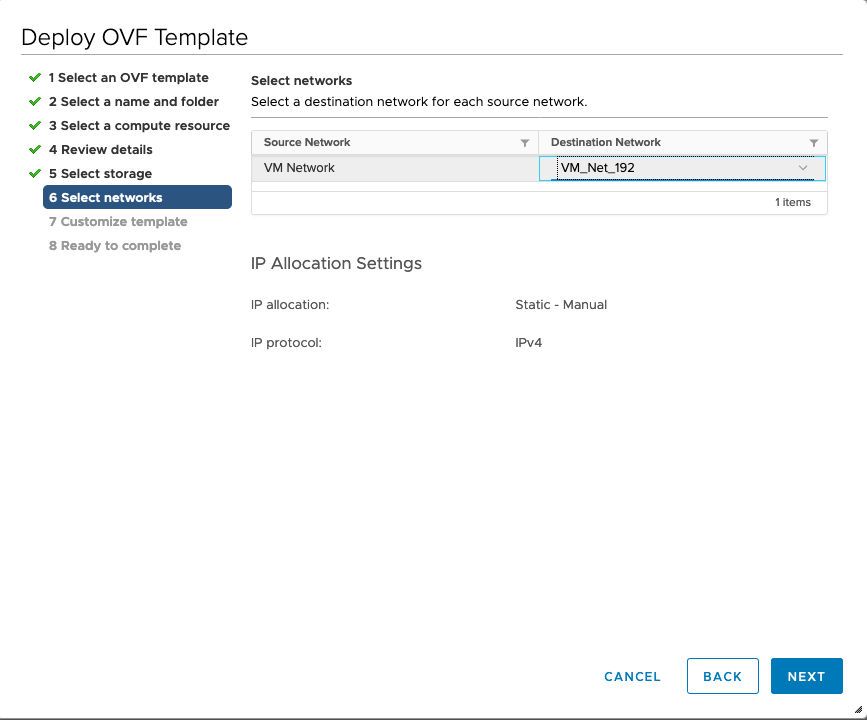 Deploy OVF Template
1 Select an OVF template
2 Select a name and folder
3 Select a compute resource
4 Review details
5 Select storage
6 Select networks
7 Customize template
8 Ready to complete
Select networks
Select a destination network for each source network.
Source Network Destination Network
VM Network VM_Net_192
1 items
IP Allocation Settings
IP allocation: Static - Manual
IP protocol: IPv4
CANCEL BACK NEXT